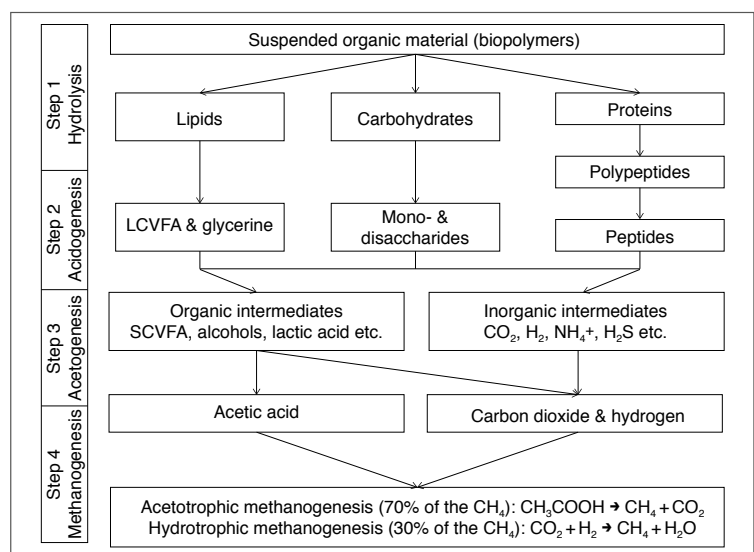 Suspended organic material (biopolymers)
Step 1
Hydrolysis
Lipids
Carbohydrates
Proteins
Polypeptides
Step 2
Acidogenesis
LCVFA & glycerine
Mono- &
disaccharides
Peptides
Step 3
Acetogenesis
Organic intermediates
SCVFA, alcohols, lactic acid etc.
Inorganic intermediates
CO₂, H₂, NH₄+, H₂S etc.
Step 4
Methanogenesis
Acetic acid
Carbon dioxide & hydrogen
Acetotrophic methanogenesis (70% of the CH₄): CH₃COOH → CH₄ + CO₂
Hydrotrophic methanogenesis (30% of the CH₄): CO₂ + H₂ → CH₄ + H₂O